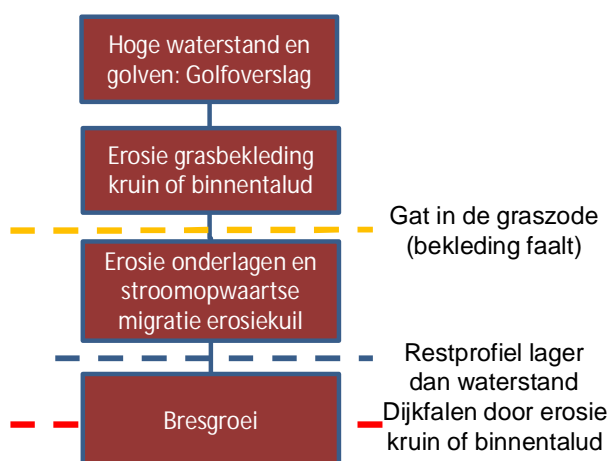 Hoge waterstand en
golven: Golfoverslag
Erosie grasbekleding
kruin of binnentalud
Gat in de graszode
(bekleding faalt)
Erosie onderlagen en
stroomopwaartse
migratie erosiekuil
Restprofiel lager
dan waterstand
Bresgroei
Dijkfalen door erosie
kruin of binnentalud